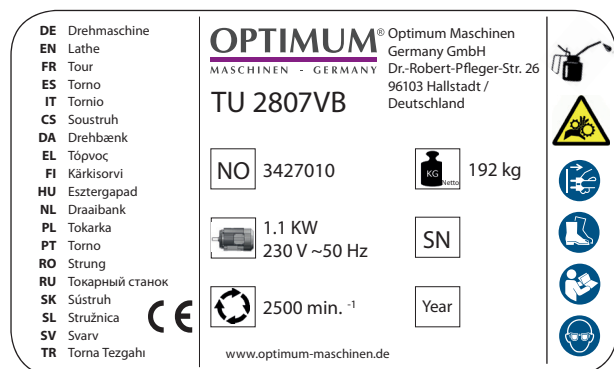 DE Drehmaschine
EN Lathe
FR Tour
ES Torno
IT Tornio
CS Soustruh
DA Drehbænk
EL Τόρνος
FI Kärkisorvi
HU Esztergapad
NL Draaibank
PL Tokarka
PT Torno
RO Strung
RU Токарный станок
SK Sústruh
SL Stružnica
SV Svarv
TR Torna Tezgahı
CE
OPTIMUM®
MASCHINEN - GERMANY
Optimum Maschinen
Germany GmbH
Dr.-Robert-Pfleger-Str. 26
96103 Hallstadt /
Deutschland
TU 2807VB
NO 3427010
KG Netto 192 kg
1.1 KW
230 V ~50 Hz
SN
2500 min. -1
Year
www.optimum-maschinen.de